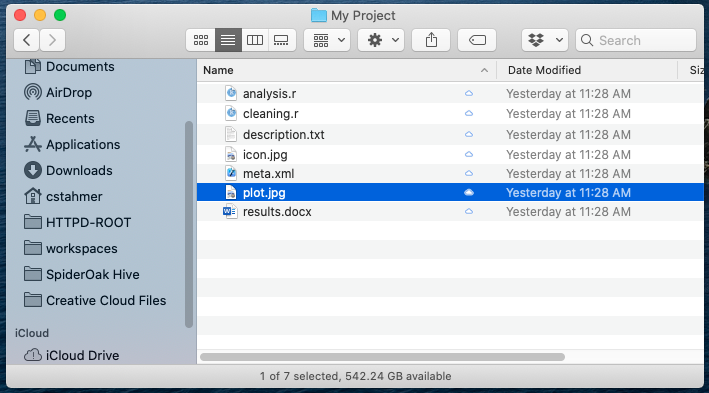 My Project
Search
Documents
AirDrop
Recents
Applications
Downloads
cstahmer
HTTPD-ROOT
workspaces
SpiderOak Hive
Creative Cloud Files
iCloud
iCloud Drive
Name Date Modified
analysis.r Yesterday at 11:28 AM
cleaning.r Yesterday at 11:28 AM
description.txt Yesterday at 11:28 AM
icon.jpg Yesterday at 11:28 AM
meta.xml Yesterday at 11:28 AM
plot.jpg Yesterday at 11:28 AM
results.docx Yesterday at 11:28 AM
1 of 7 selected, 542.24 GB available